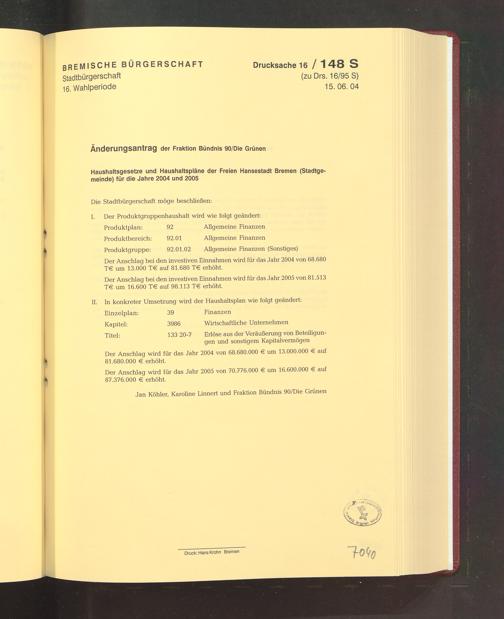 BREMISCHE BÜRGERSCHAFT
Stadtbürgerschaft
16. Wahlperiode
Drucksache 16 / 148 S
(zu Drs. 16/95 S)
15. 06. 04
Änderungsantrag der Fraktion Bündnis 90/Die Grünen
Haushaltsgesetze und Haushaltspläne der Freien Hansestadt Bremen (Stadtge-
meinde) für die Jahre 2004 und 2005
Die Stadtbürgerschaft möge beschließen:
I. Der Produktgruppenhaushalt wird wie folgt geändert:
Produktplan: 92 Allgemeine Finanzen
Produktbereich: 92.01 Allgemeine Finanzen
Produktgruppe: 92.01.02 Allgemeine Finanzen (Sonstiges)
Der Anschlag bei den investiven Einnahmen wird für das Jahr 2004 von 68.680
T€ um 13.000 T€ auf 81.680 T€ erhöht.
Der Anschlag bei den investiven Einnahmen wird für das Jahr 2005 von 81.513
T€ um 16.600 T€ auf 98.113 T€ erhöht.
II. In konkreter Umsetzung wird der Haushaltsplan wie folgt geändert:
Einzelplan: 39 Finanzen
Kapitel: 3986 Wirtschaftliche Unternehmen
Titel: 133 20-7 Erlöse aus der Veräußerung von Beteiligun-
gen und sonstigem Kapitalvermögen
Der Anschlag wird für das Jahr 2004 von 68.680.000 € um 13.000.000 € auf
81.680.000 € erhöht.
Der Anschlag wird für das Jahr 2005 von 70.776.000 € um 16.600.000 € auf
87.376.000 € erhöht.
Jan Köhler, Karoline Linnert und Fraktion Bündnis 90/Die Grünen
Druck: Hans Krohn Bremen
7040